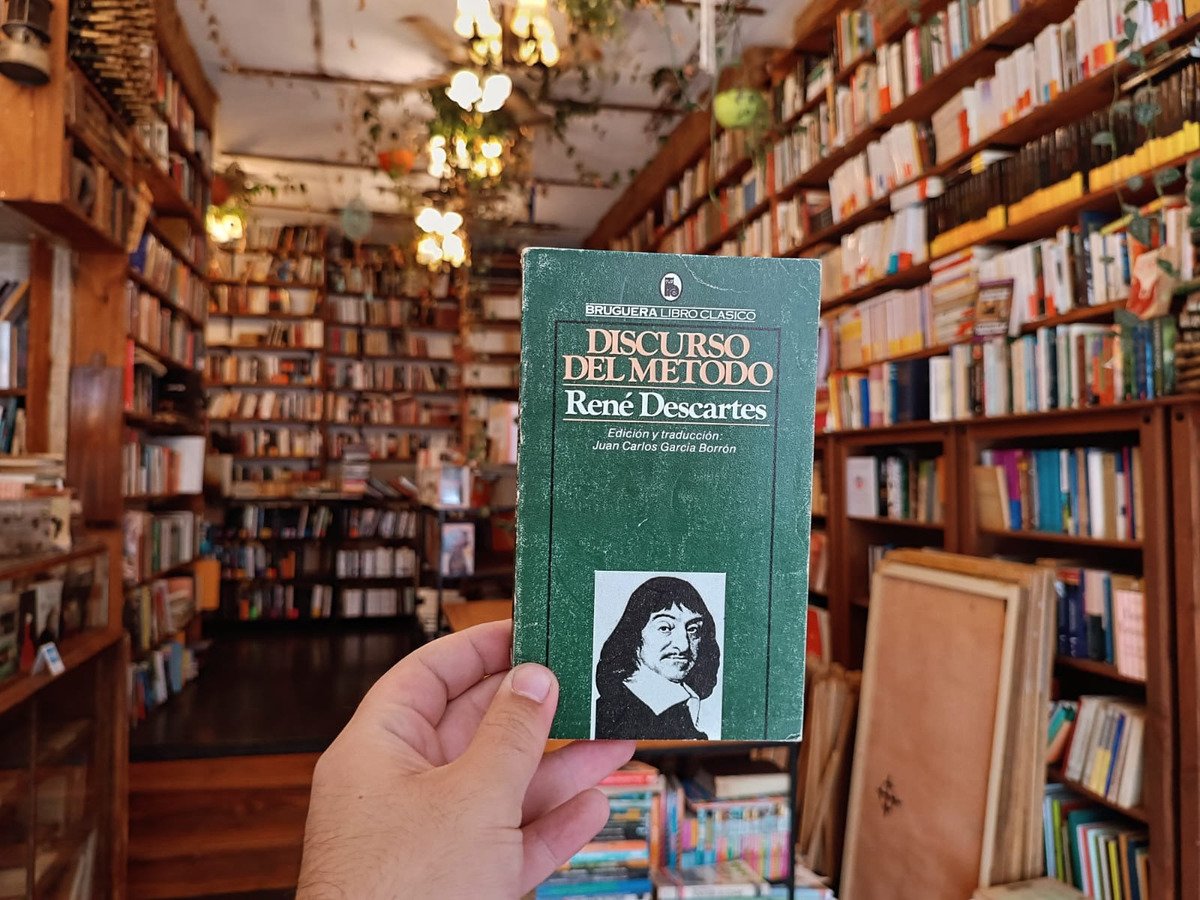 BRUGUERA LIBRO CLASICO
DISCURSO
DEL METODO
René Descartes
Edición y traducción:
Juan Carlos García Borrón